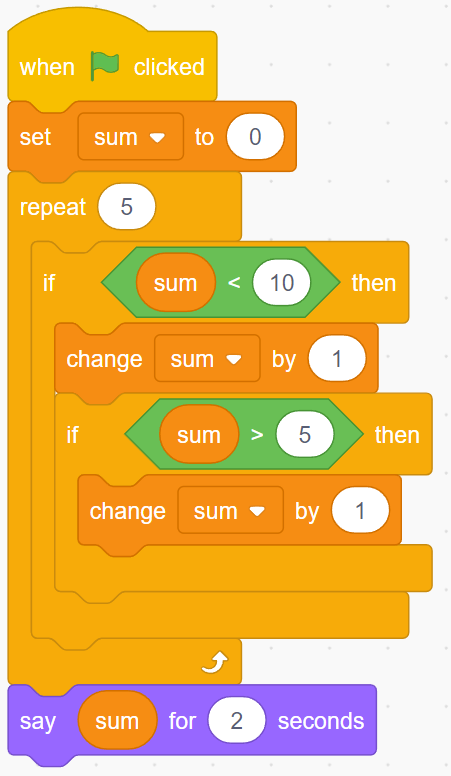 when clicked
set sum to 0
repeat 5
if sum < 10 then
change sum by 1
if sum > 5 then
change sum by 1
say sum for 2 seconds